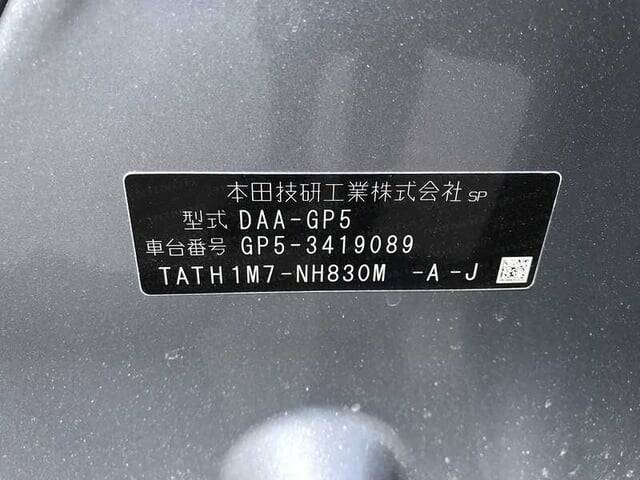 本田技研工業株式会社 SP
型式 DAA-GP5
車台番号 GP5-3419089
TATH1M7-NH830M -A-J